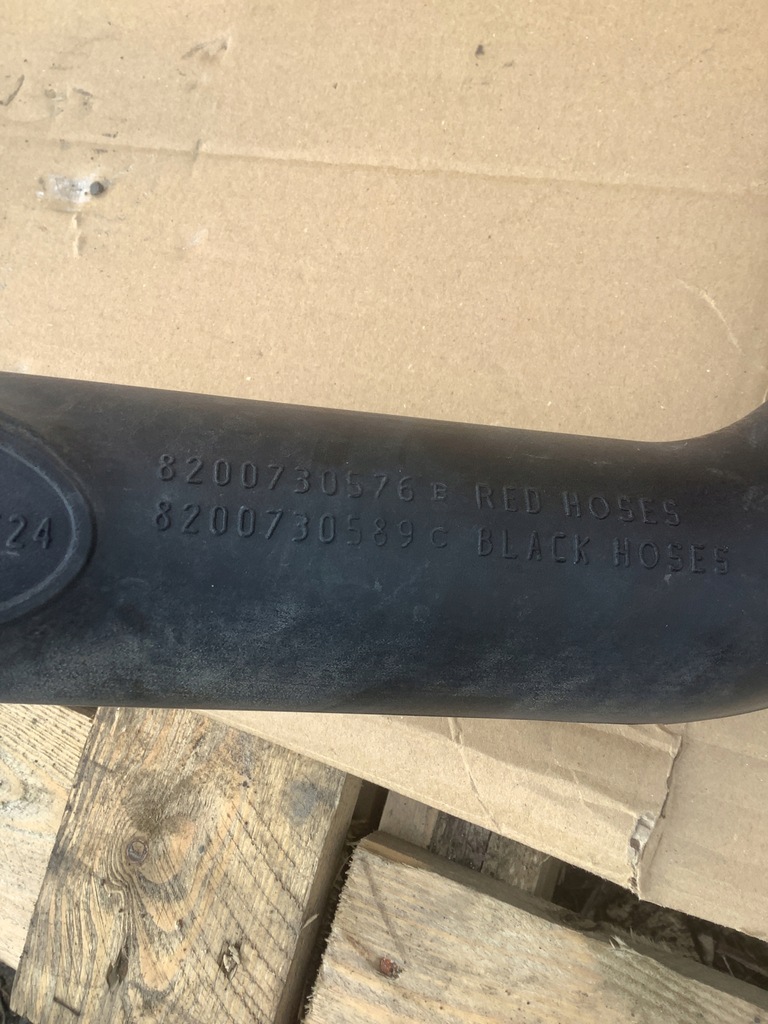 8200730576 B RED HOSES
8200730589 C BLACK HOSES